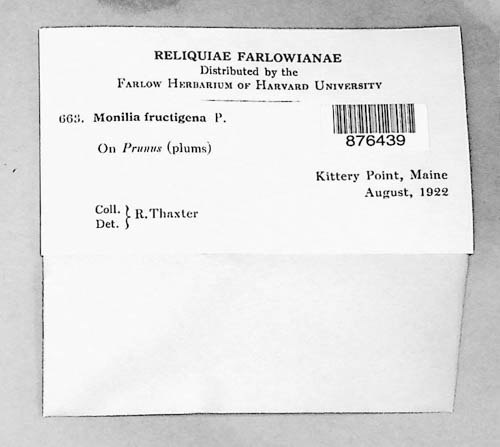 RELIQUIAE FARLOWIANAE
Distributed by the
FARLOW HERBARIUM OF HARVARD UNIVERSITY
663. Monilia fructigena P.
876439
On Prunus (plums)
Kittery Point, Maine
August, 1922
Coll. } R. Thaxter
Det.